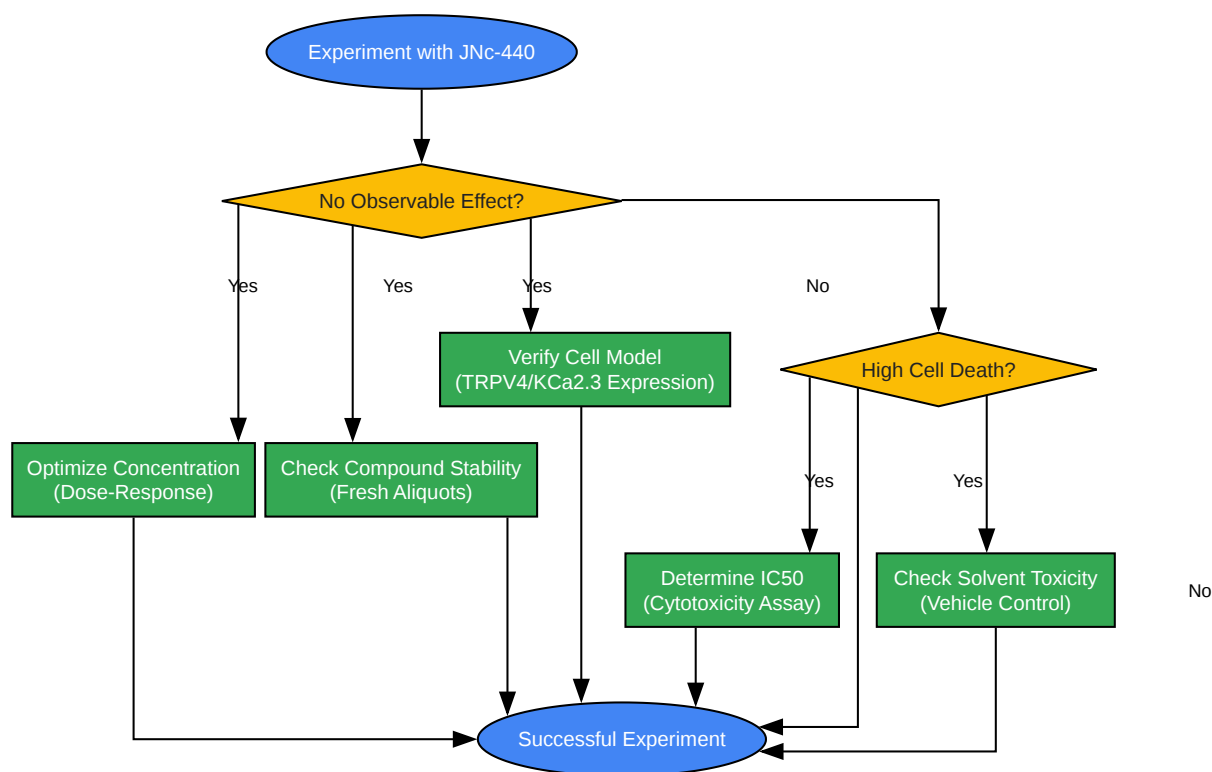 Experiment with JNc-440
No Observable Effect?
Yes
Yes
Yes
No
Verify Cell Model
(TRPV4/KCa2.3 Expression)
High Cell Death?
Optimize Concentration
(Dose-Response)
Check Compound Stability
(Fresh Aliquots)
Yes
Yes
Determine IC50
(Cytotoxicity Assay)
Check Solvent Toxicity
(Vehicle Control)
No
Successful Experiment